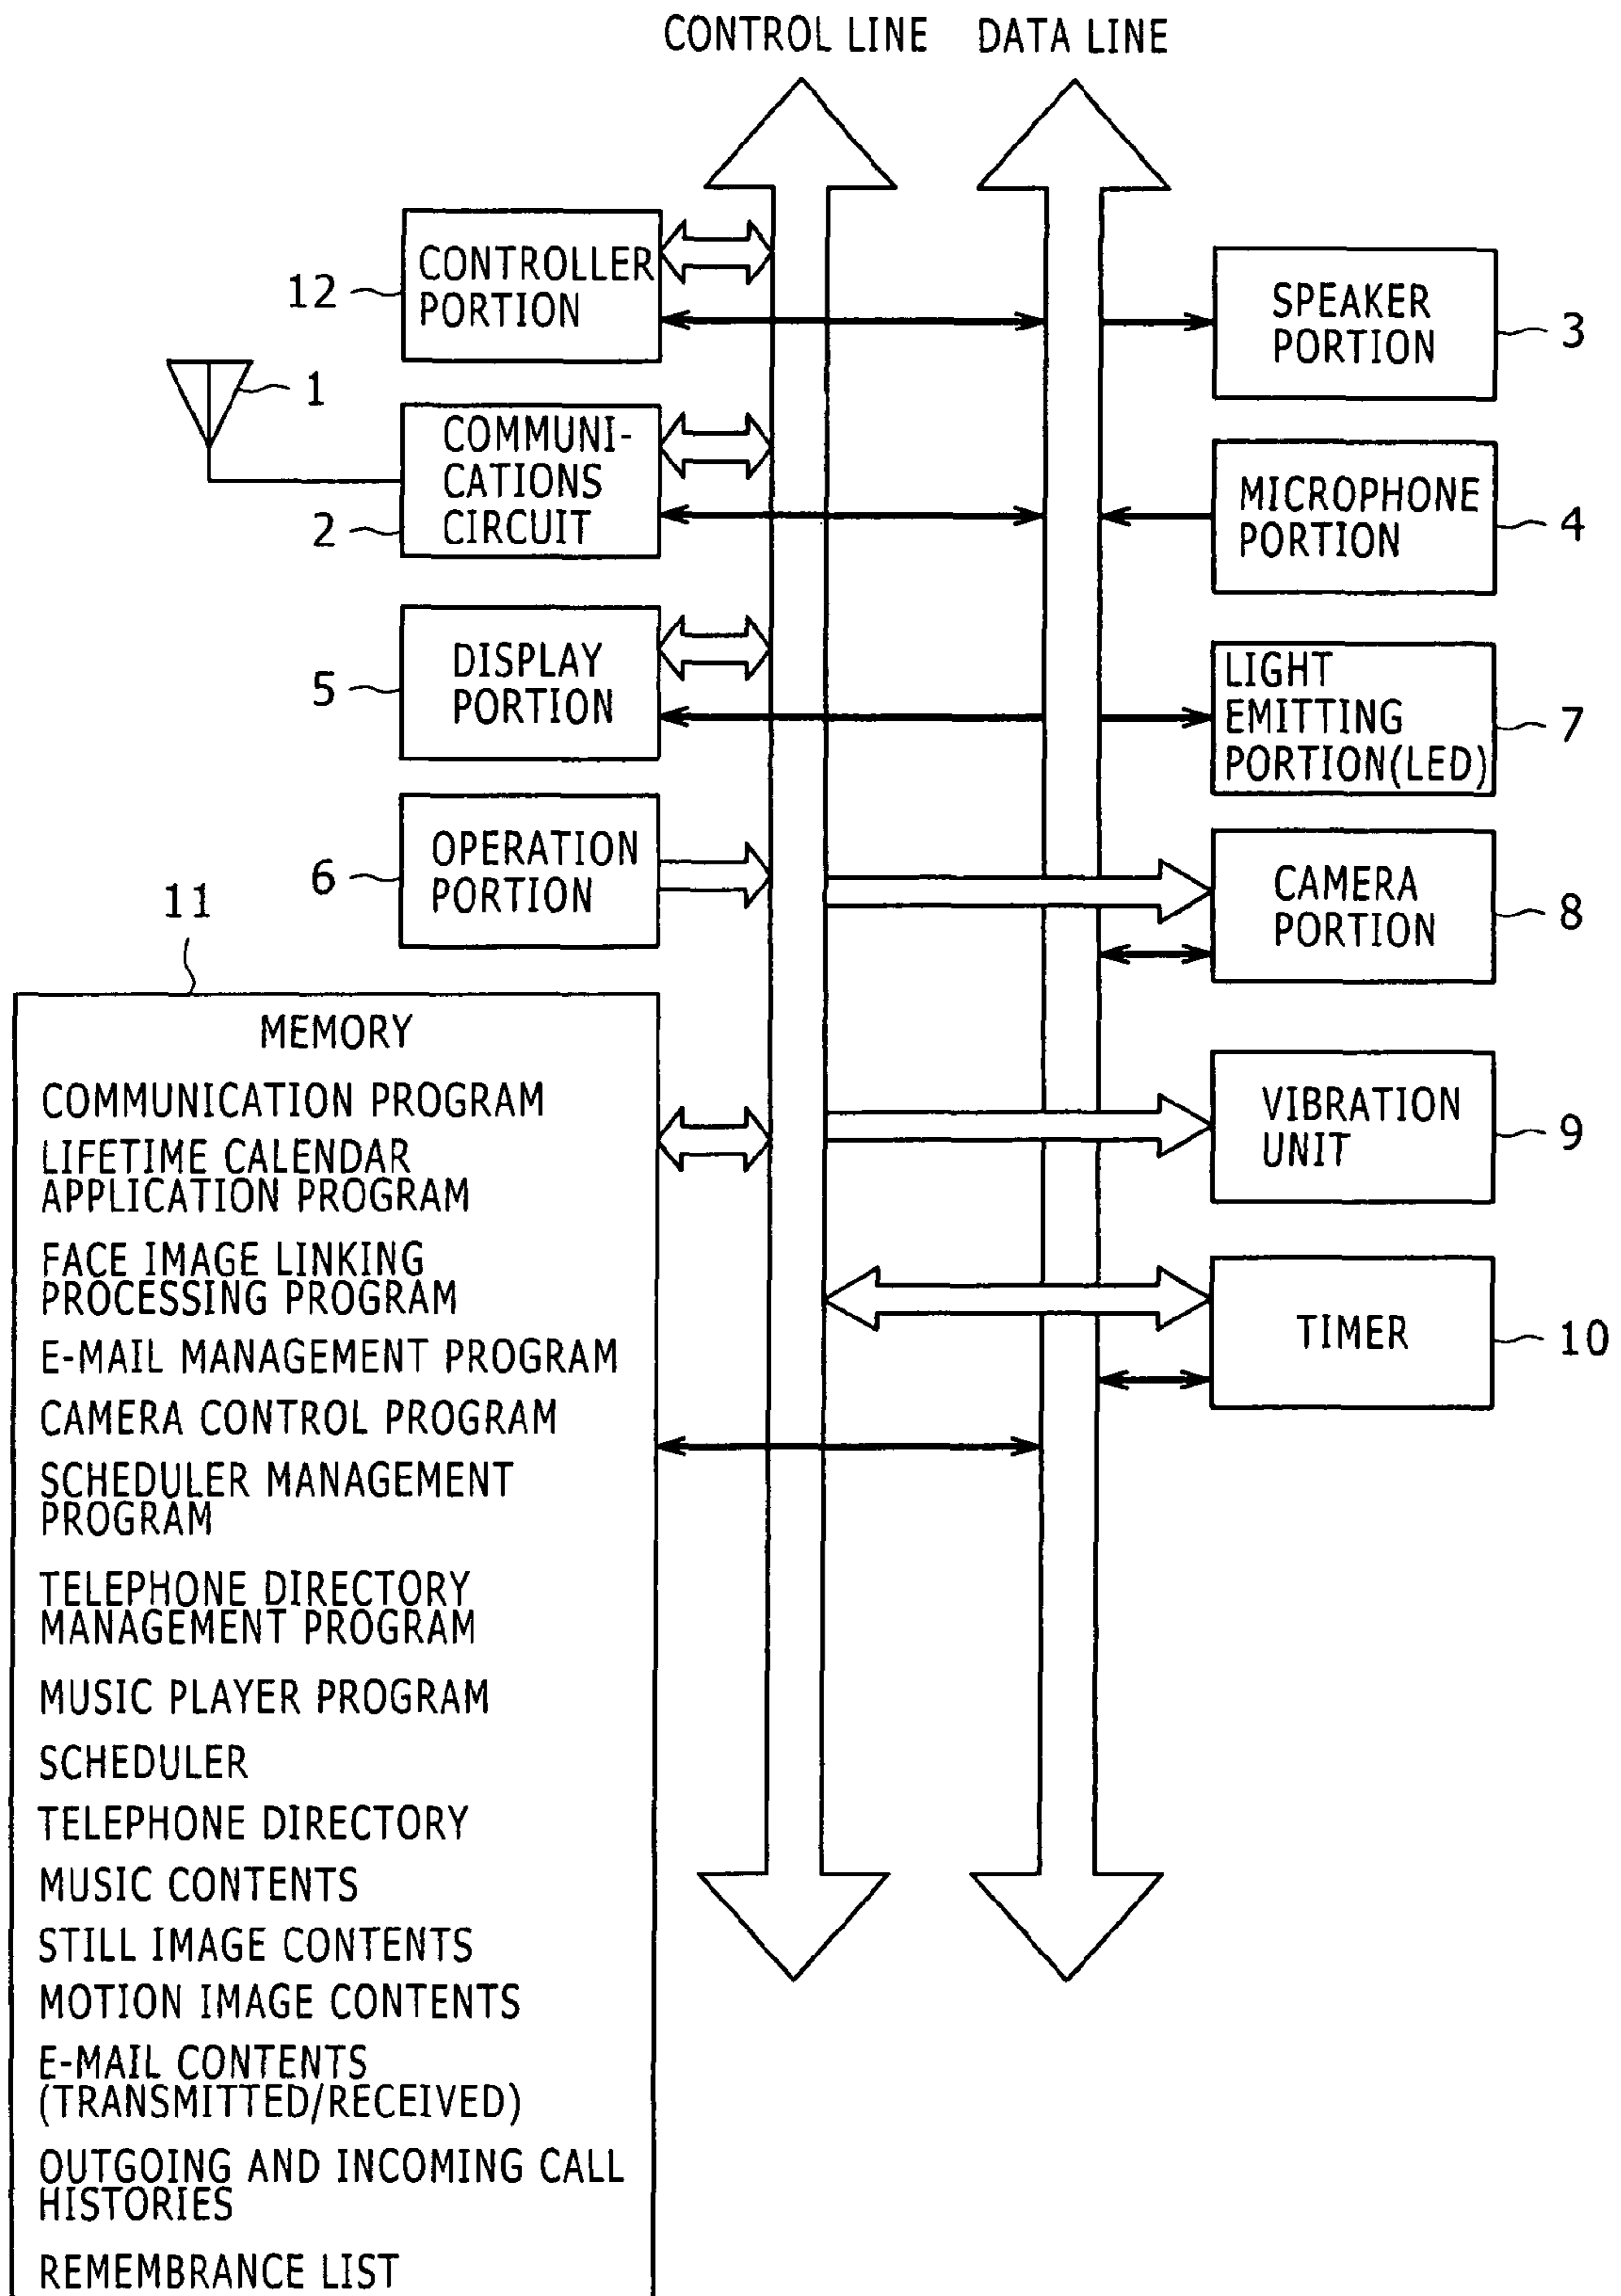 CONTROL LINE
DATA LINE
CONTROLLER
PORTION
12
SPEAKER
PORTION
3
1
COMMUNI-
CATIONS
CIRCUIT
2
MICROPHONE
PORTION
4
DISPLAY
PORTION
5
LIGHT
EMITTING
PORTION(LED)
7
OPERATION
PORTION
6
CAMERA
PORTION
8
11
MEMORY
COMMUNICATION PROGRAM
LIFETIME CALENDAR
APPLICATION PROGRAM
FACE IMAGE LINKING
PROCESSING PROGRAM
E-MAIL MANAGEMENT PROGRAM
CAMERA CONTROL PROGRAM
SCHEDULER MANAGEMENT
PROGRAM
TELEPHONE DIRECTORY
MANAGEMENT PROGRAM
MUSIC PLAYER PROGRAM
SCHEDULER
TELEPHONE DIRECTORY
MUSIC CONTENTS
STILL IMAGE CONTENTS
MOTION IMAGE CONTENTS
E-MAIL CONTENTS
(TRANSMITTED/RECEIVED)
OUTGOING AND INCOMING CALL
HISTORIES
REMEMBRANCE LIST
VIBRATION
UNIT
9
TIMER
10